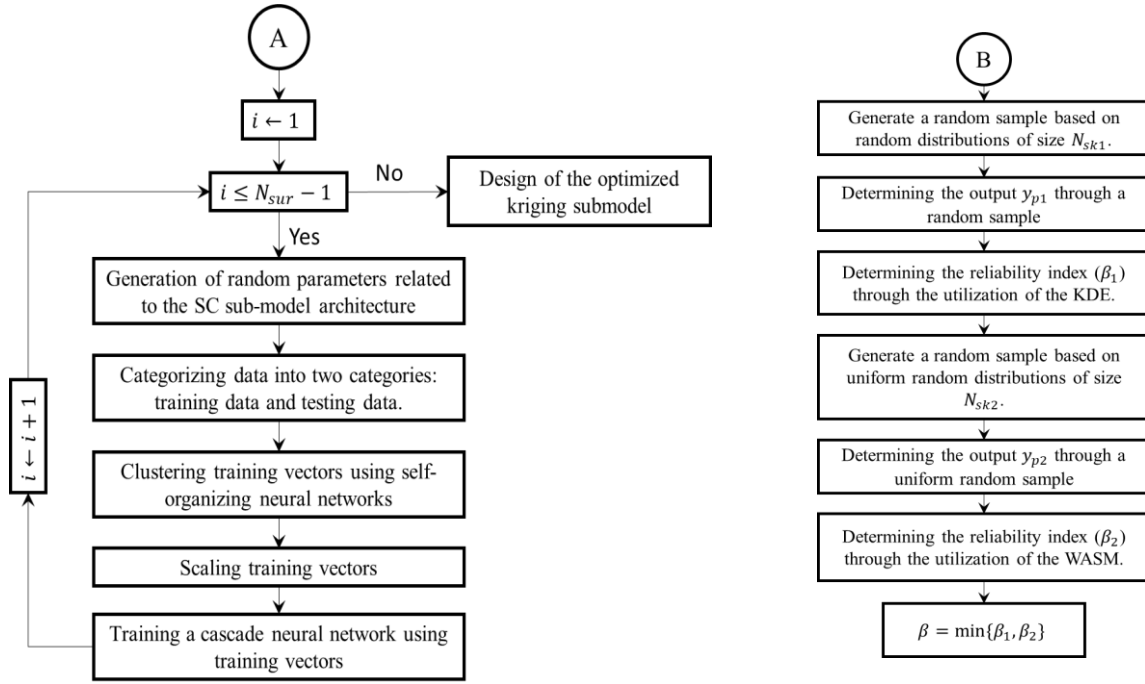 A
i ← 1
i ≤ N_sur − 1
No
Design of the optimized
kriging submodel
Yes
Generation of random parameters related
to the SC sub-model architecture
Categorizing data into two categories:
training data and testing data.
Clustering training vectors using self-
organizing neural networks
Scaling training vectors
Training a cascade neural network using
training vectors
i ← i + 1
B
Generate a random sample based on
random distributions of size N_sk1.
Determining the output y_p1 through a
random sample
Determining the reliability index (β_1)
through the utilization of the KDE.
Generate a random sample based on
uniform random distributions of size
N_sk2.
Determining the output y_p2 through a
uniform random sample
Determining the reliability index (β_2)
through the utilization of the WASM.
β = min{β_1, β_2}